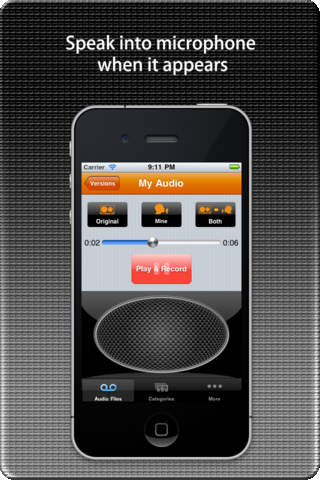 Speak into microphone
when it appears
Carrier 9:11 PM
Versions My Audio
Original Mine Both
0:02 0:06
Play & Record
Audio Files Categories More